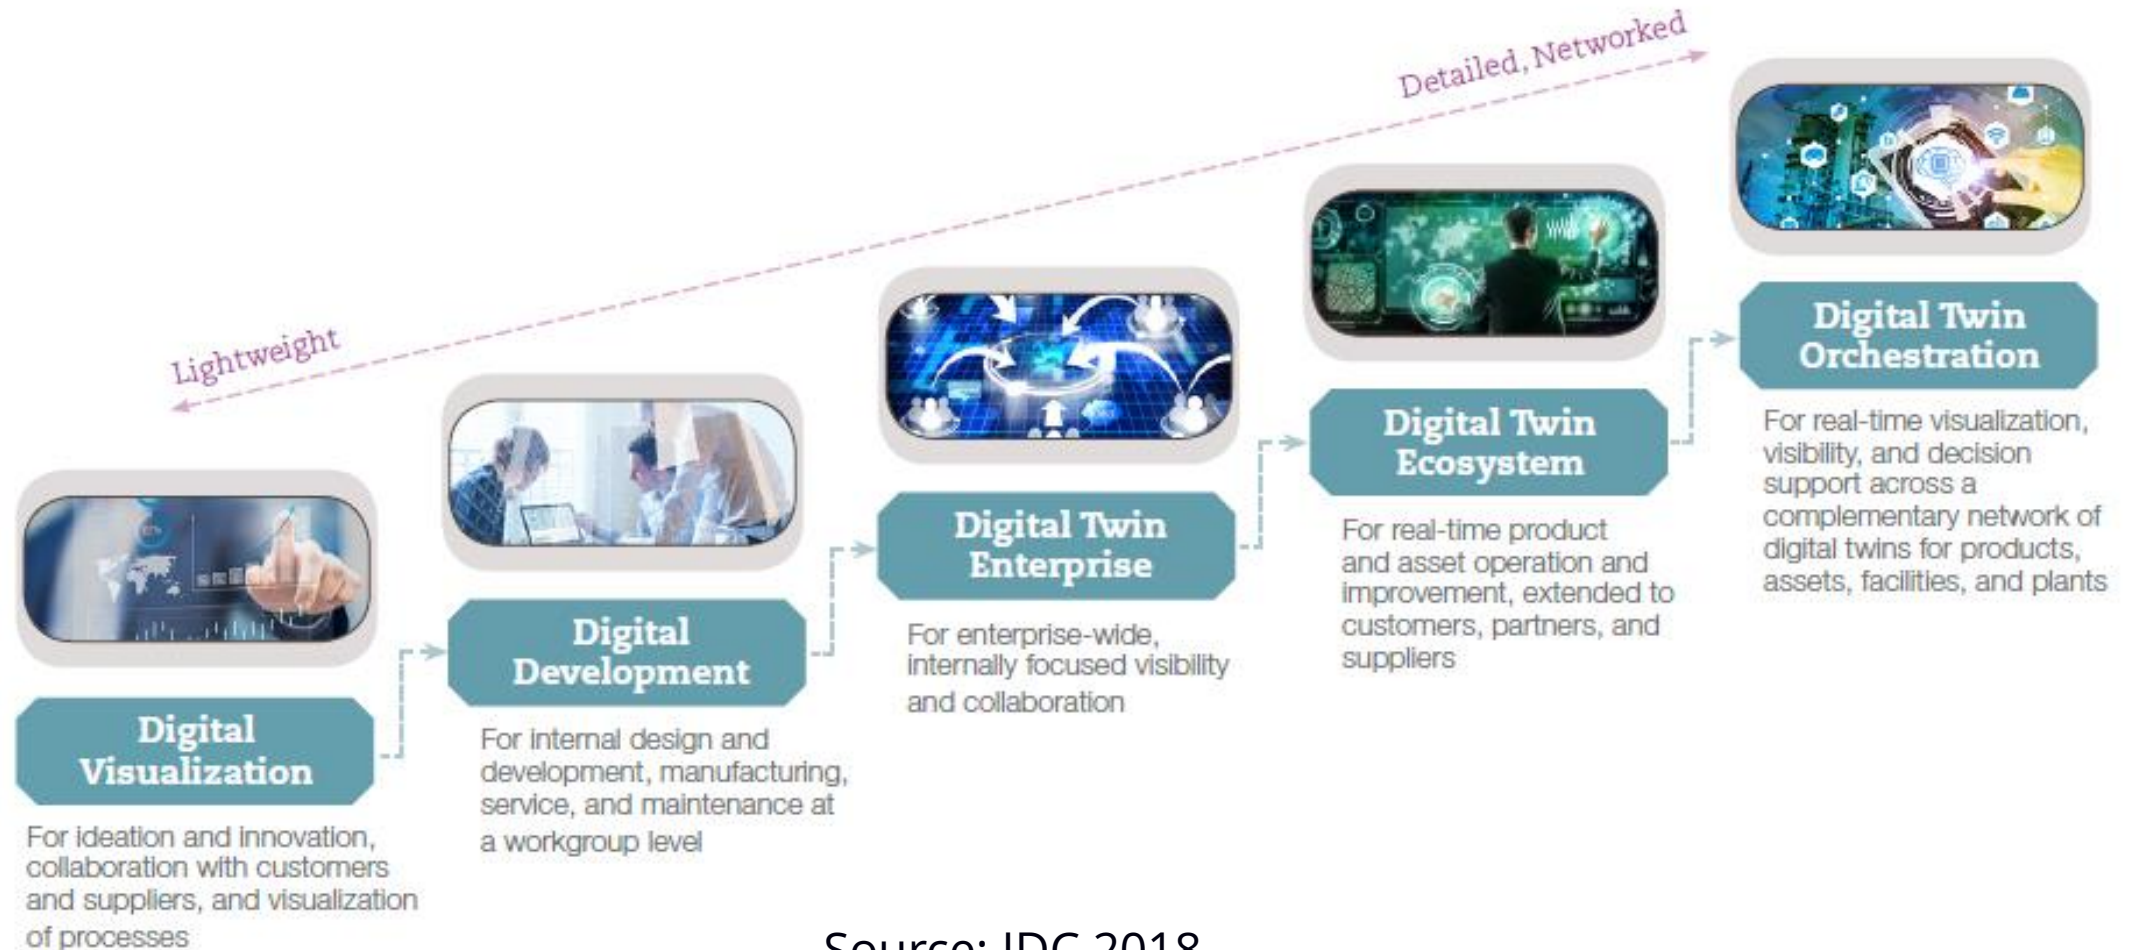 Detailed, Networked
Lightweight
Digital
Visualization
For ideation and innovation,
collaboration with customers
and suppliers, and visualization
of processes
Digital
Development
For internal design and
development, manufacturing,
service, and maintenance at
a workgroup level
Digital Twin
Enterprise
For enterprise-wide,
internally focused visibility
and collaboration
Digital Twin
Ecosystem
For real-time product
and asset operation and
improvement, extended to
customers, partners, and
suppliers
Digital Twin
Orchestration
For real-time visualization,
visibility, and decision
support across a
complementary network of
digital twins for products,
assets, facilities, and plants
Source: IDC 2018